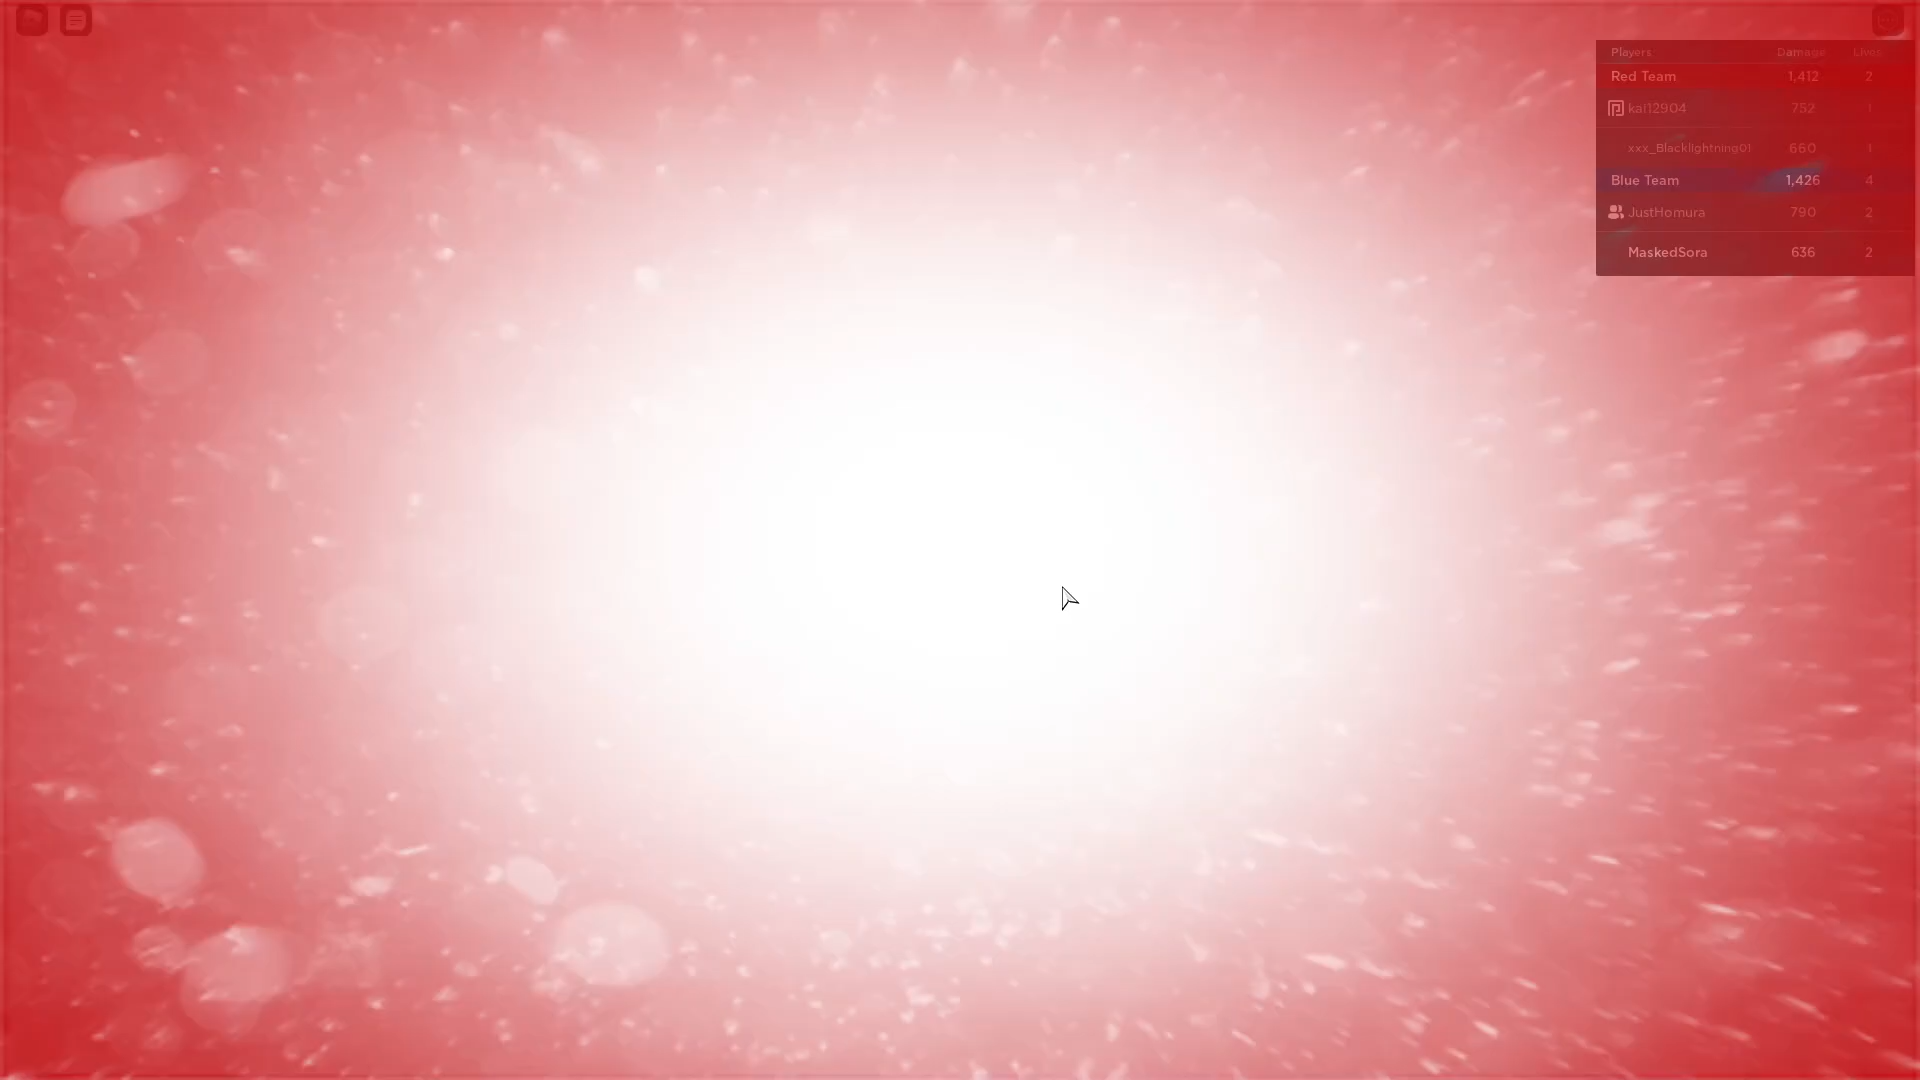 Players Damage Lives
Red Team 1,412 2
kai12904 752 1
xxx_Blacklightning01 660 1
Blue Team 1,426 4
JustHomura 790 2
MaskedSora 636 2